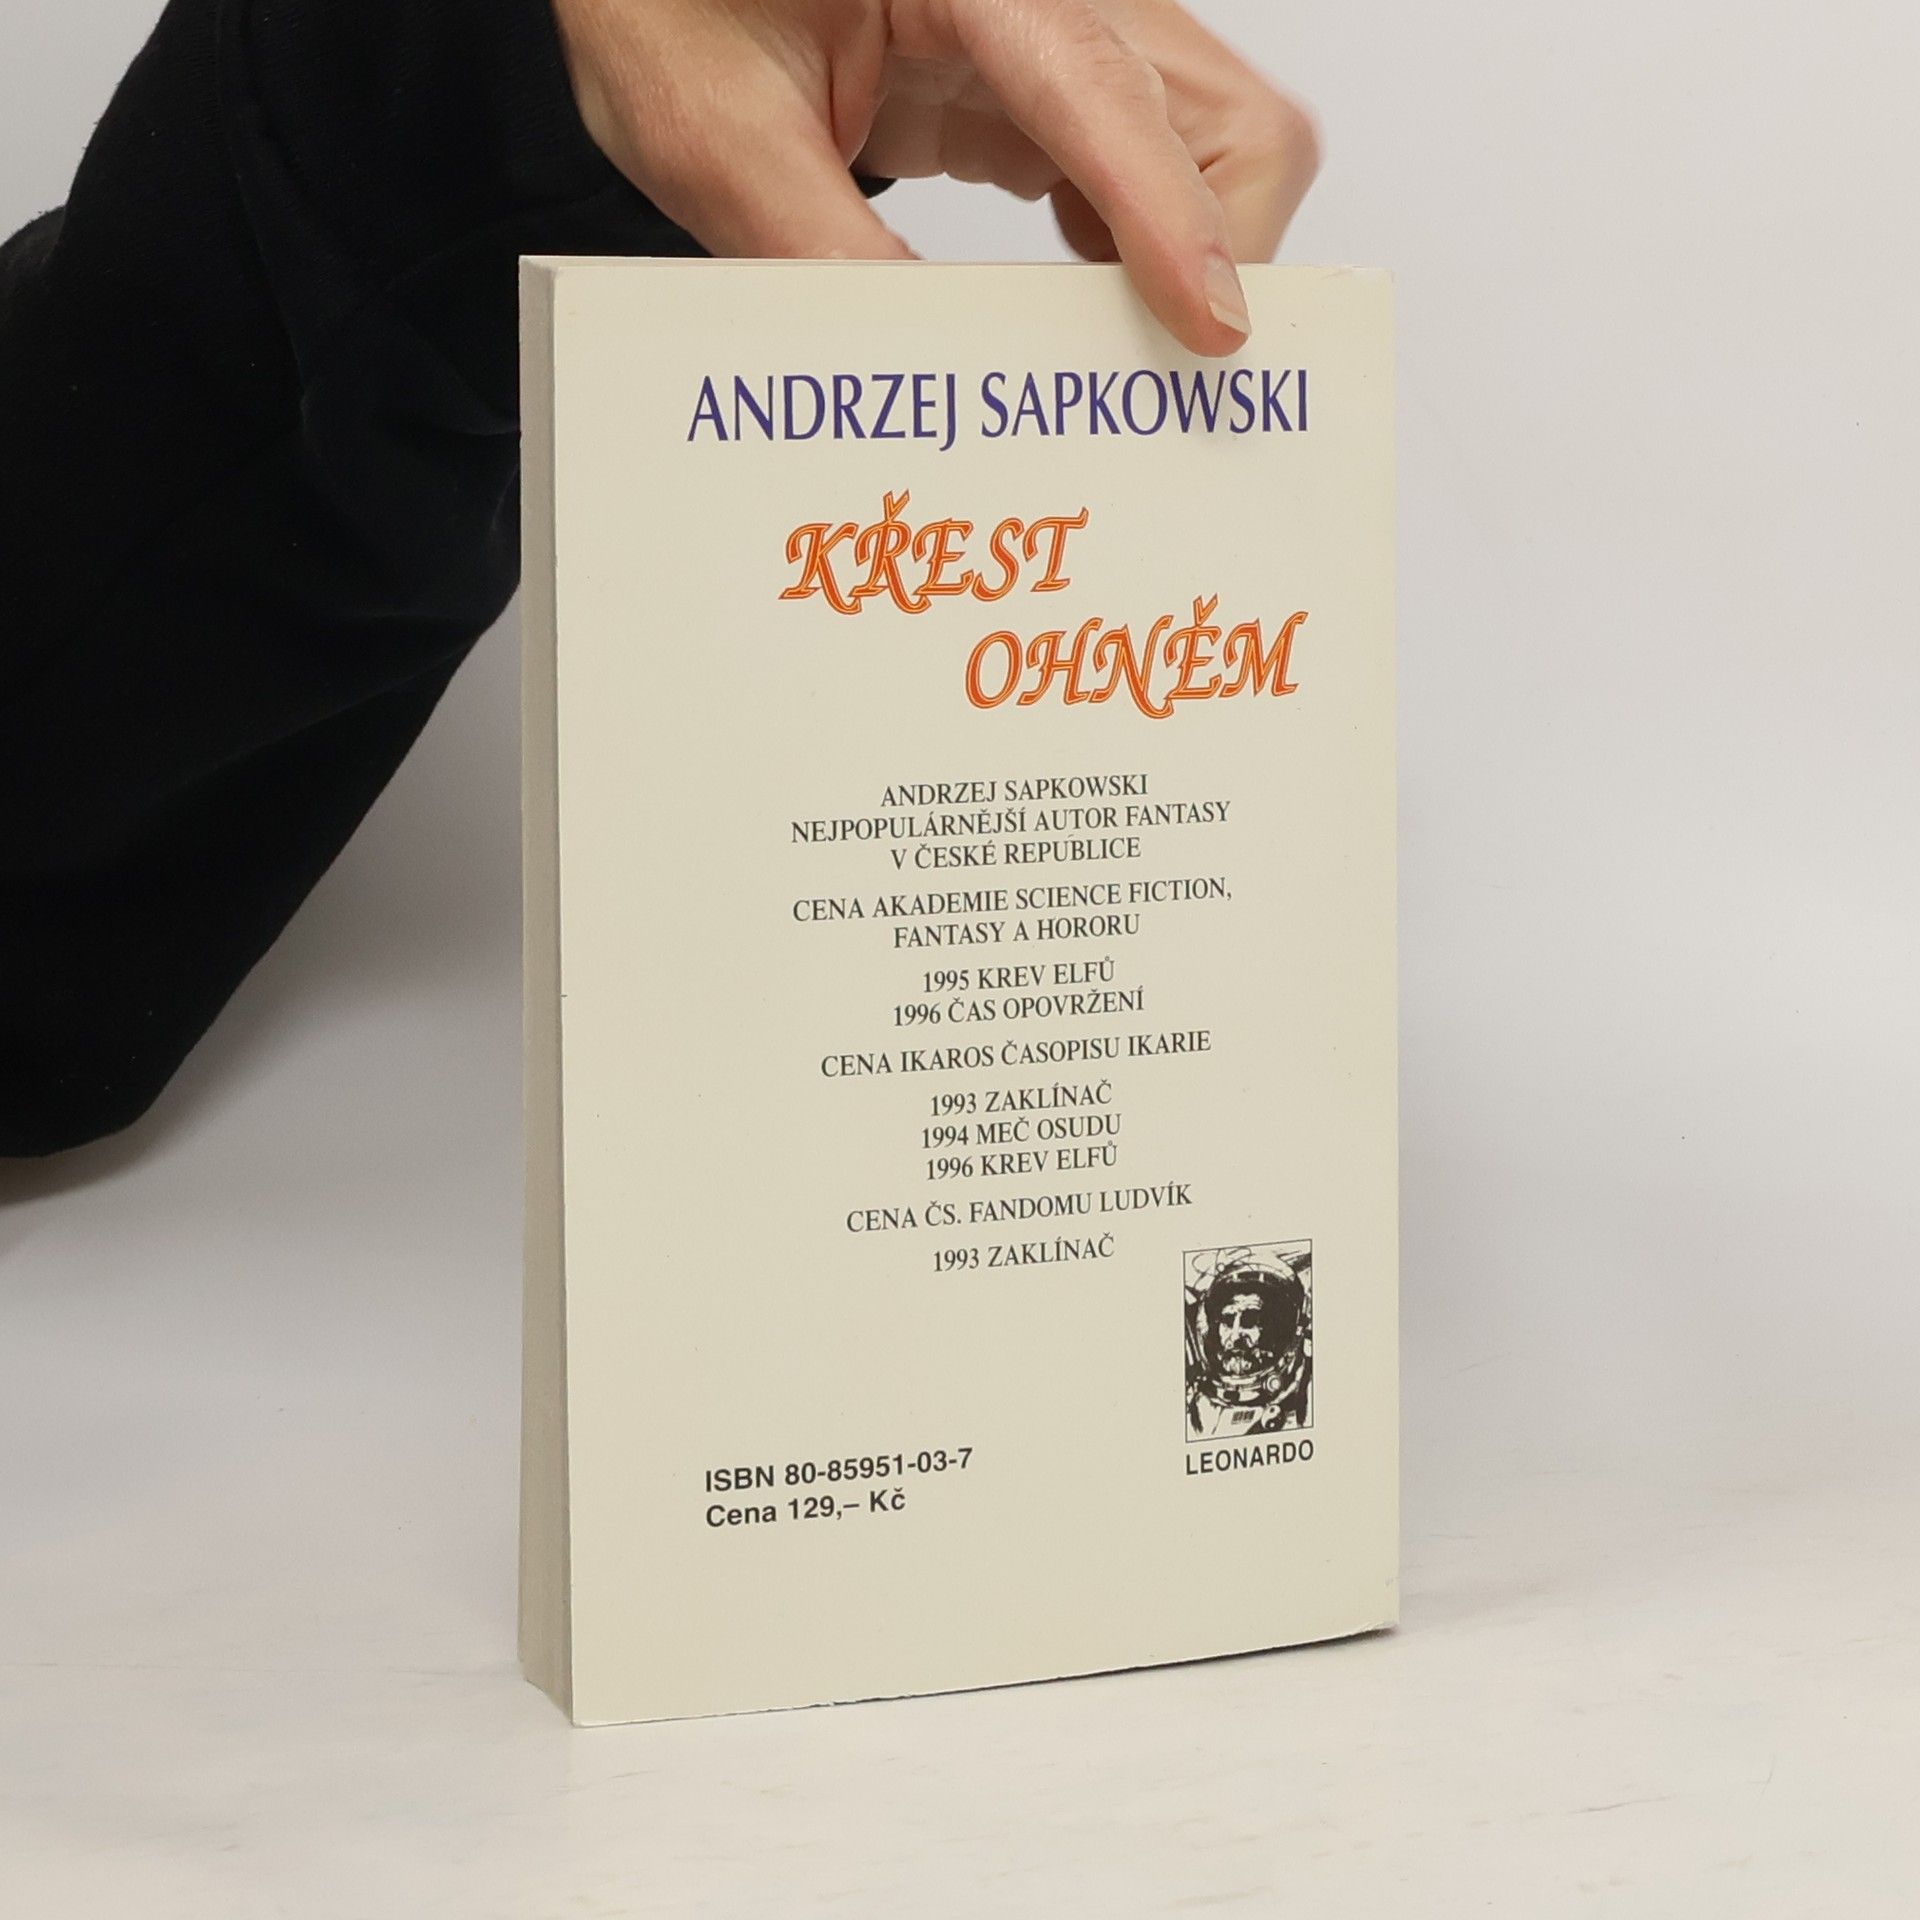 ANDRZEJ SAPKOWSKI
KŘEST
OHNĚM
ANDRZEJ SAPKOWSKI
NEJPOPULÁRNĚJŠÍ AUTOR FANTASY
V ČESKÉ REPUBLICE
CENA AKADEMIE SCIENCE FICTION,
FANTASY A HORORU
1995 KREV ELFŮ
1996 ČAS OPOVRŽENÍ
CENA IKAROS ČASOPISU IKARIE
1993 ZAKLÍNAČ
1994 MEČ OSUDU
1996 KREV ELFŮ
CENA ČS. FANDOMU LUDVÍK
1993 ZAKLÍNAČ
LEONARDO
ISBN 80-85951-03-7
Cena 129,– Kč